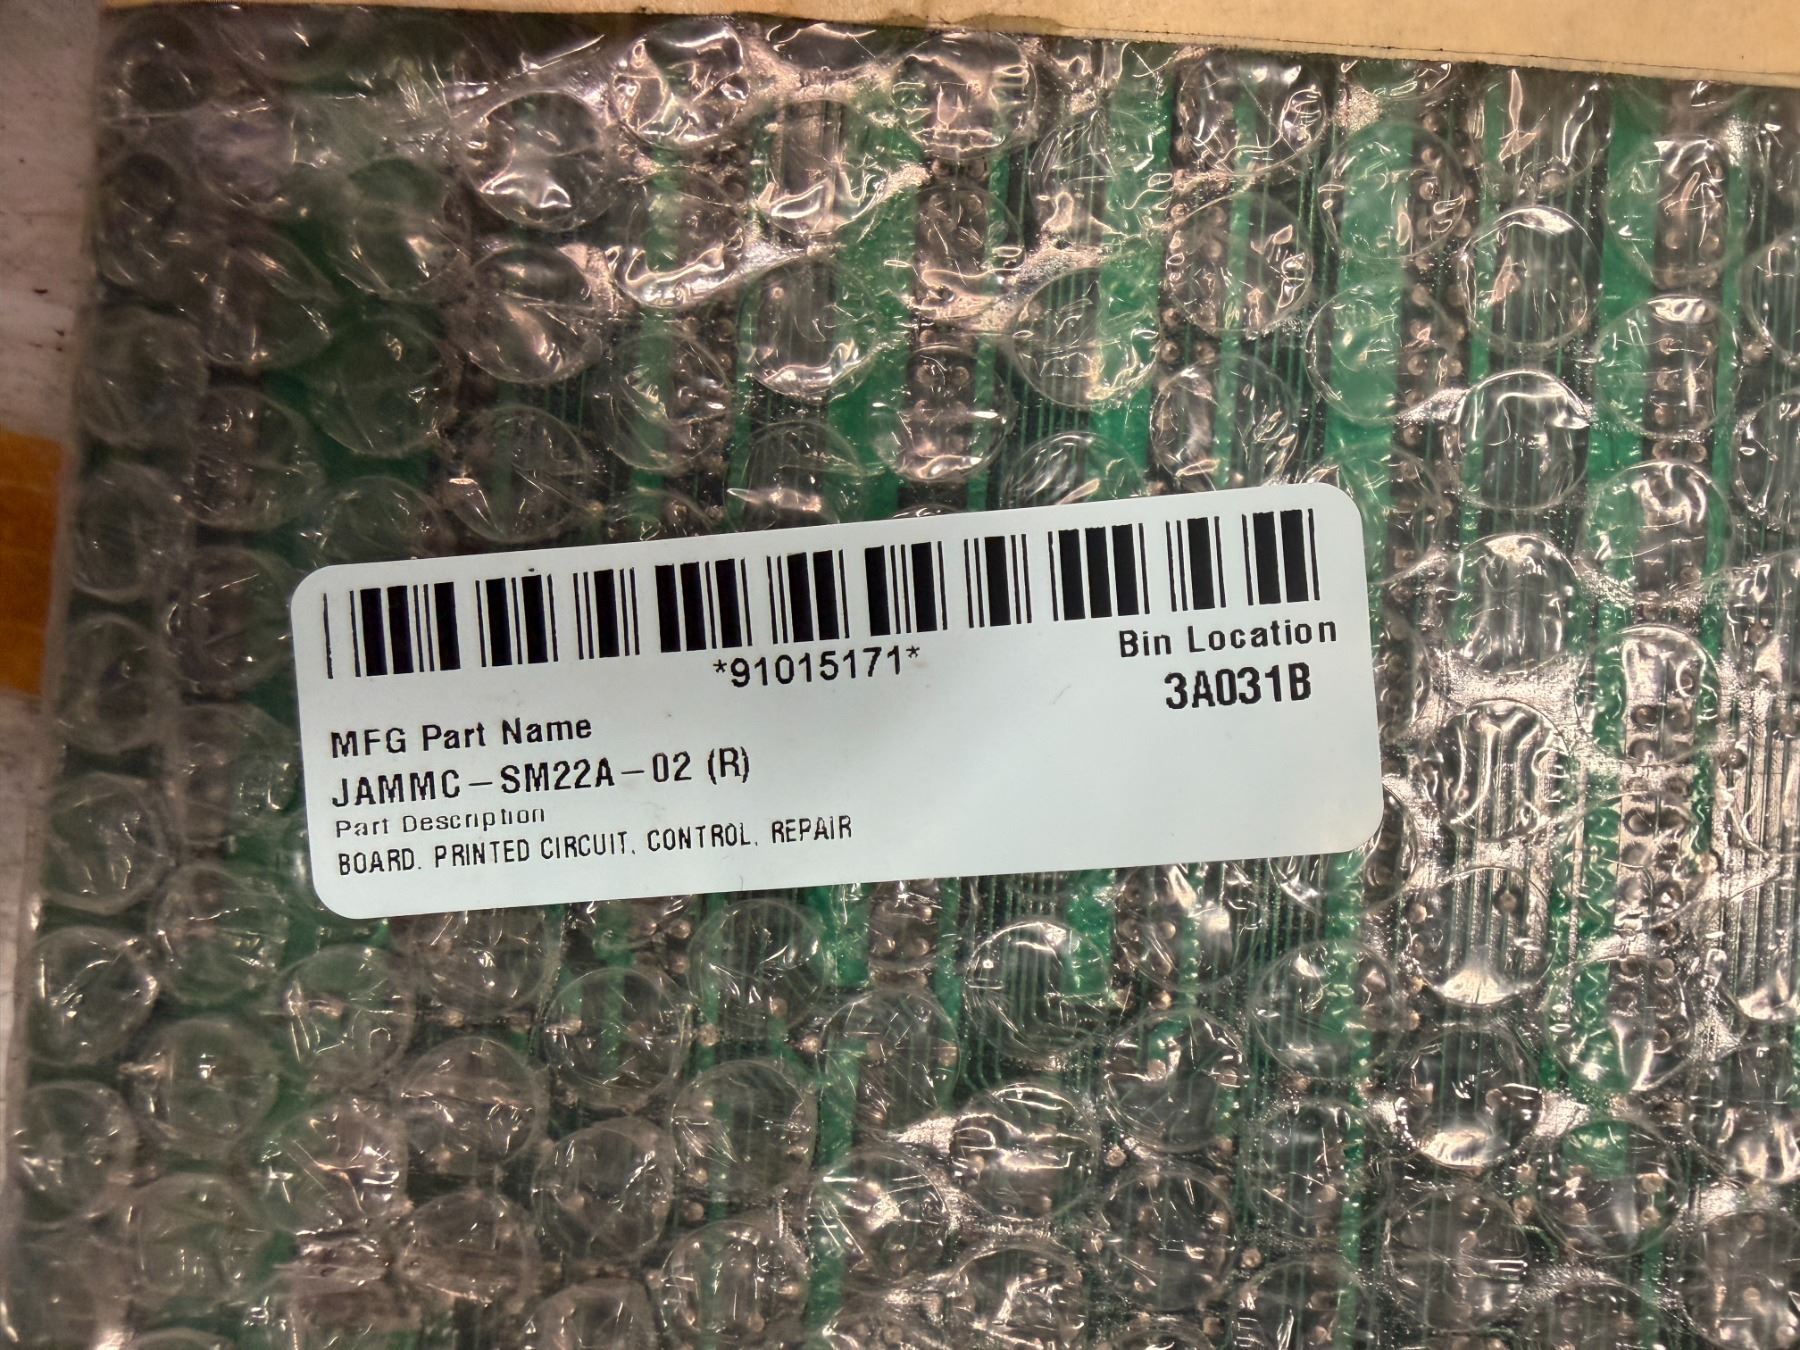 *91015171*
Bin Location
3A031B
MFG Part Name
JAMMC-SM22A-02 (R)
Part Description
BOARD. PRINTED CIRCUIT. CONTROL. REPAIR